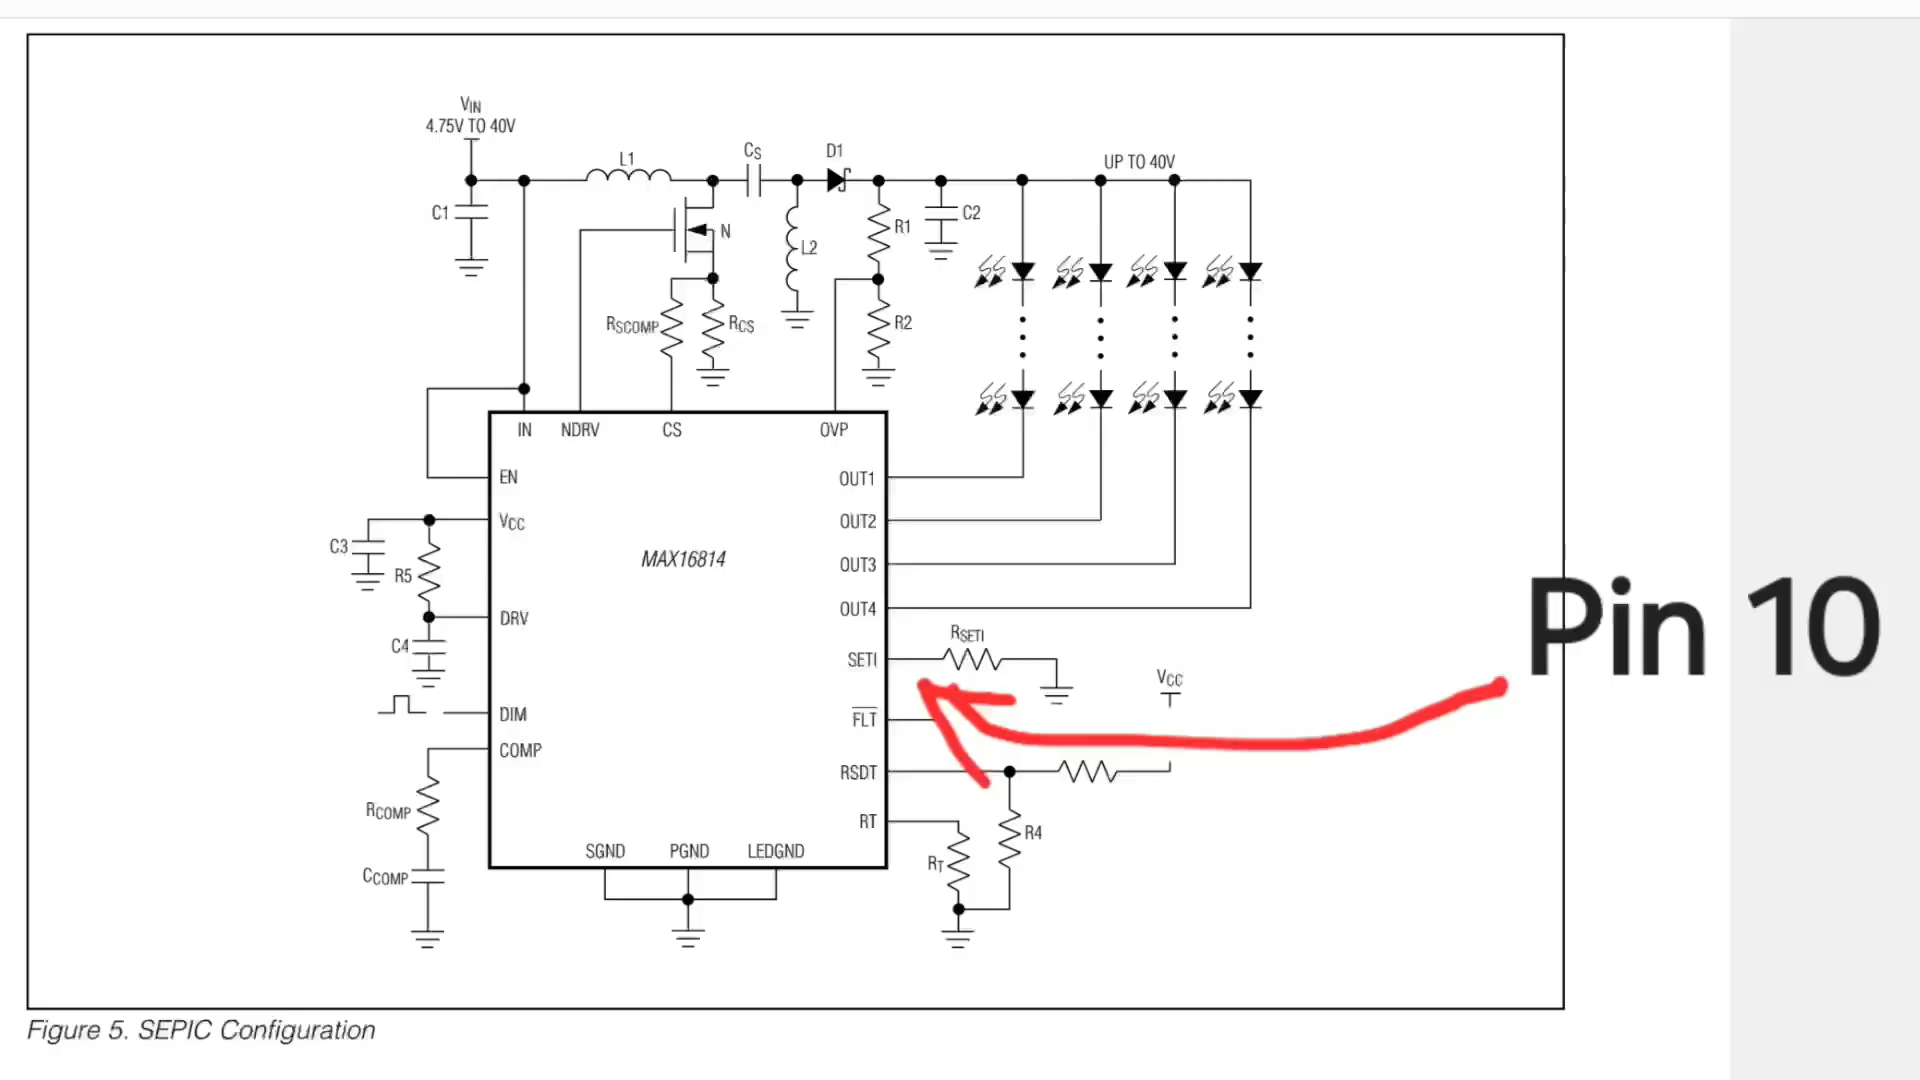 VIN
4.75V TO 40V
L1
CS
D1
UP TO 40V
C1
N
L2
R1
C2
RSCOMP
RCS
R2
IN NDRV CS OVP
EN
OUT1
VCC
OUT2
C3
MAX16814
OUT3
R5
OUT4
DRV
Pin 10
C4
RSETI
SETI
VCC
DIM
FLT
COMP
RSDT
RCOMP
RT
R4
SGND PGND LEDGND
RT
CCOMP
Figure 5. SEPIC Configuration